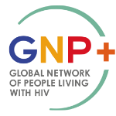 GNP+
GLOBAL NETWORK
OF PEOPLE LIVING
WITH HIV